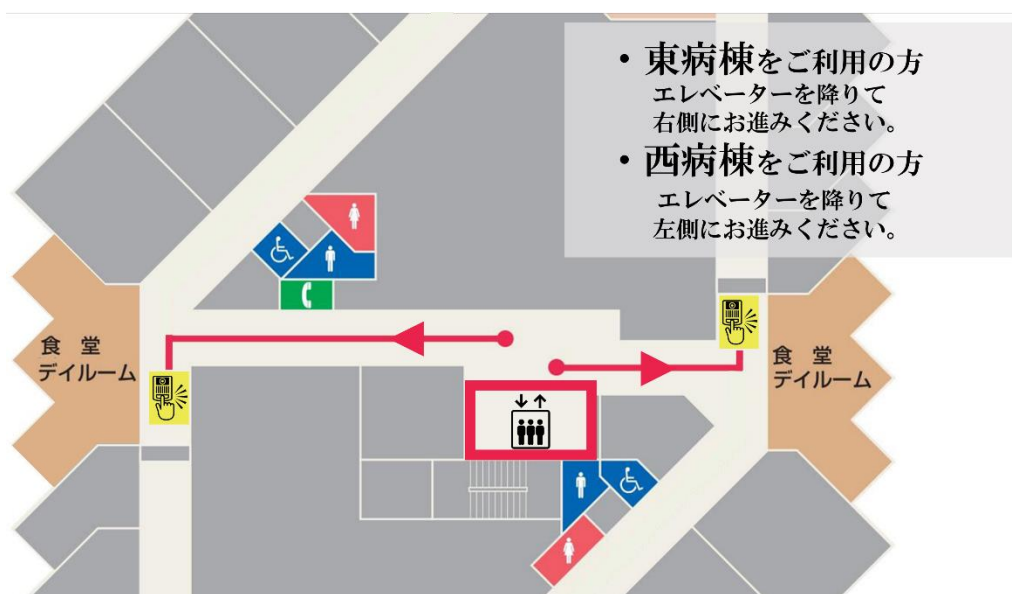 ・東病棟をご利用の方
エレベーターを降りて
右側にお進みください。
・西病棟をご利用の方
エレベーターを降りて
左側にお進みください。
食 堂
デイルーム
食 堂
デイルーム